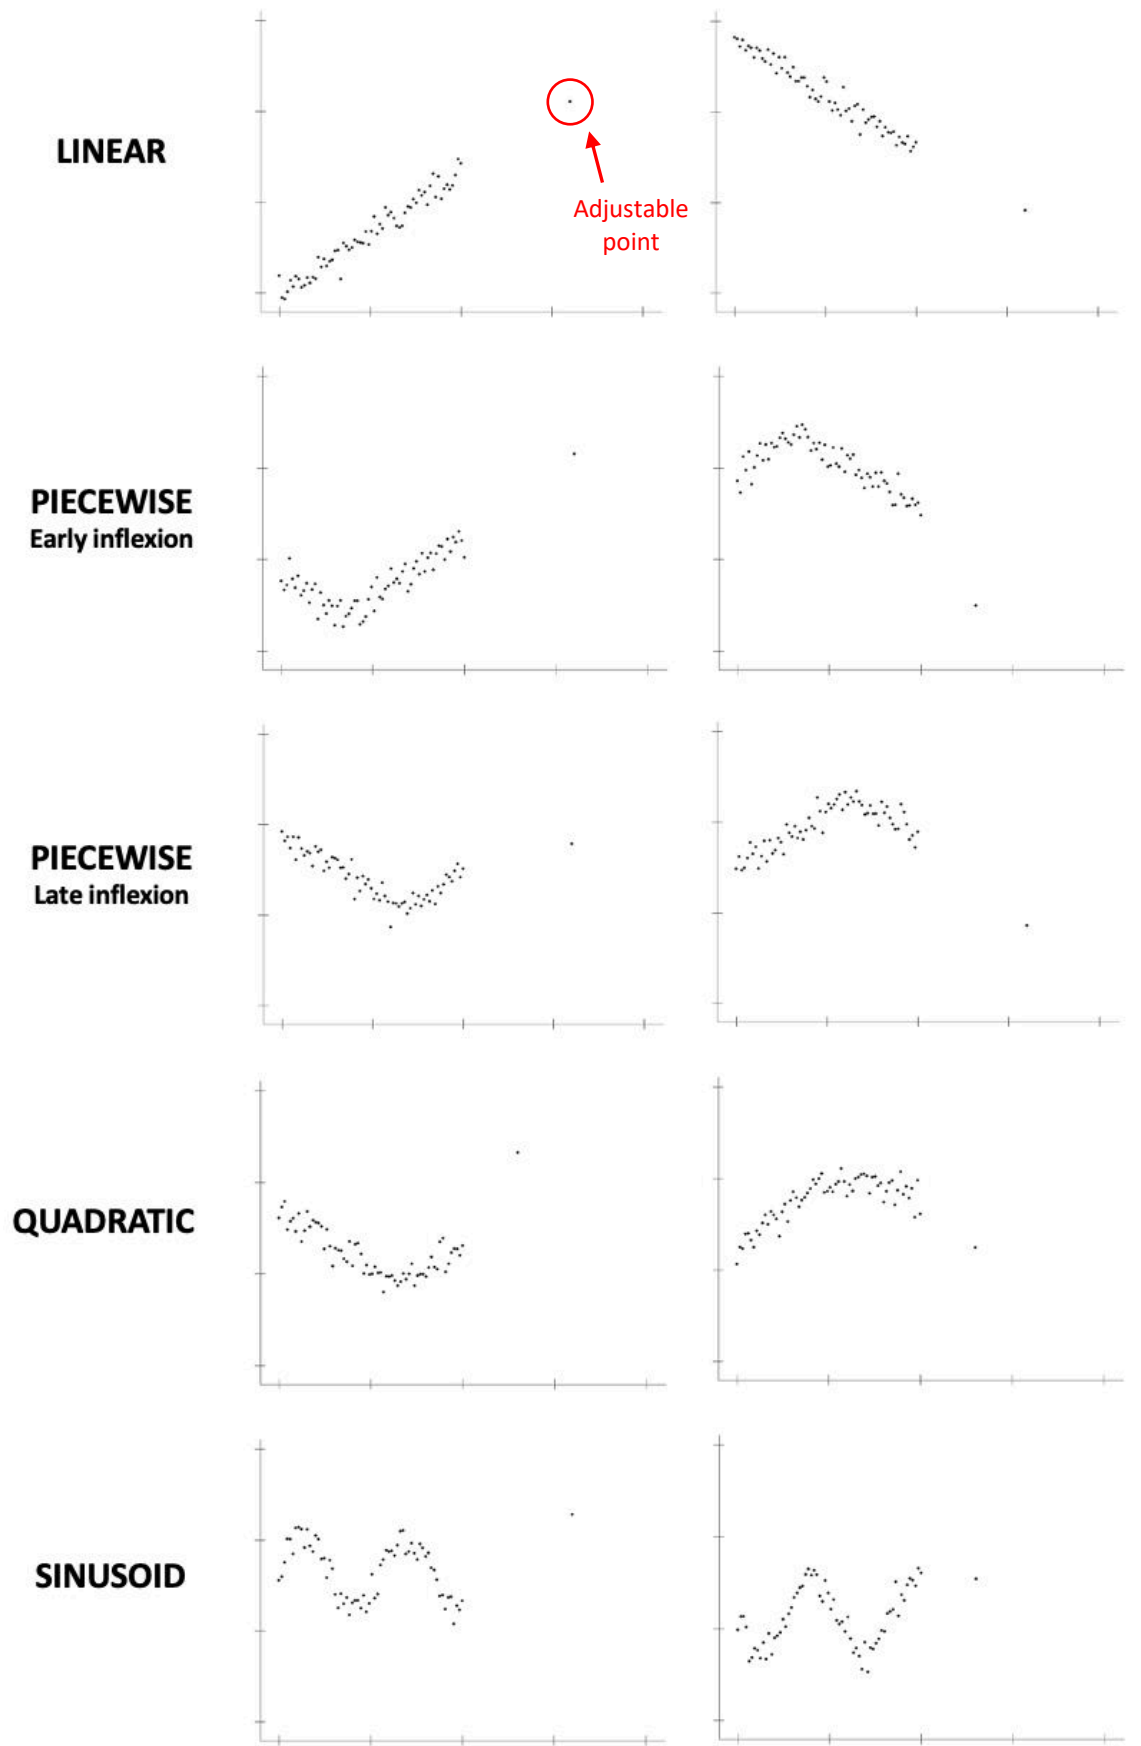 LINEAR
Adjustable
point
PIECEWISE
Early inflexion
PIECEWISE
Late inflexion
QUADRATIC
SINUSOID